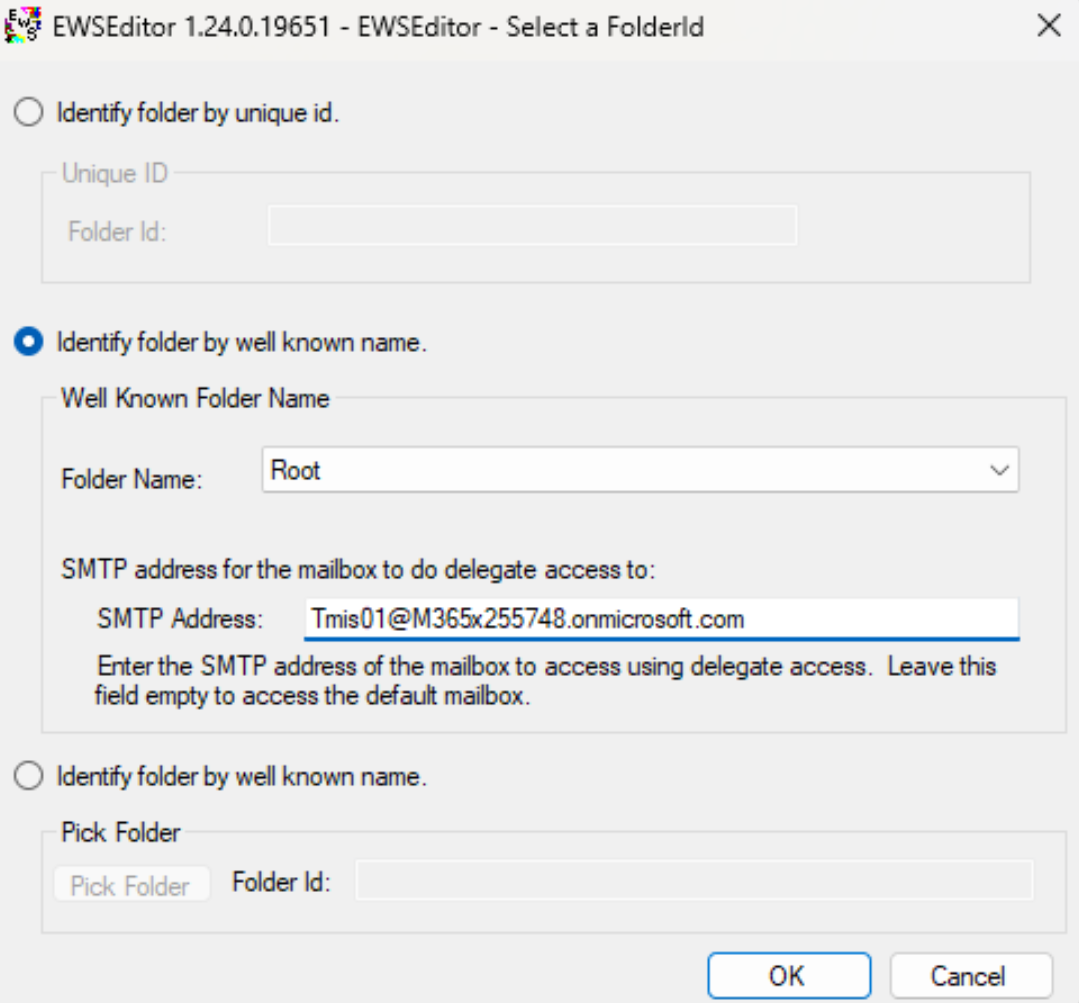 EWSEditor 1.24.0.19651 - EWSEditor - Select a FolderId
Identify folder by unique id.
Unique ID
Folder Id:
Identify folder by well known name.
Well Known Folder Name
Folder Name:
Root
SMTP address for the mailbox to do delegate access to:
SMTP Address:
Tmis01@M365x255748.onmicrosoft.com
Enter the SMTP address of the mailbox to access using delegate access. Leave this
field empty to access the default mailbox.
Identify folder by well known name.
Pick Folder
Pick Folder
Folder Id:
OK
Cancel